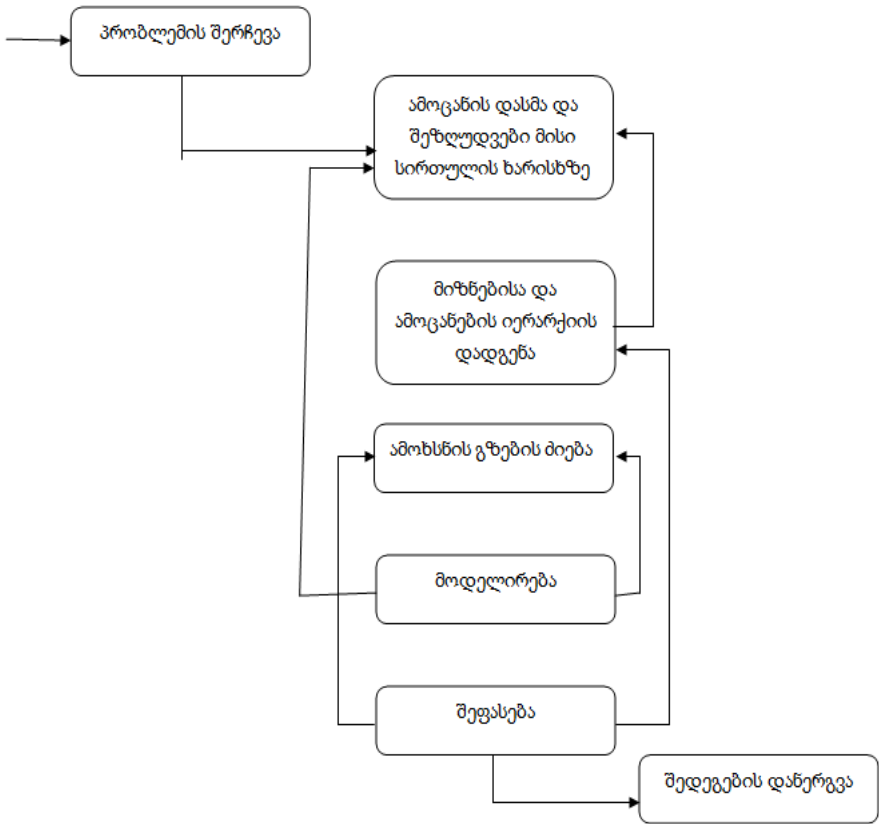 პრობლემის შერჩევა
ამოცანის დასმა და
შეზღუდვები მისი
სირთულის ხარისხზე
მიზნებისა და
ამოცანების იერარქიის
დადგენა
ამოხსნის გზების ძიება
მოდელირება
შეფასება
შედეგების დანერგვა